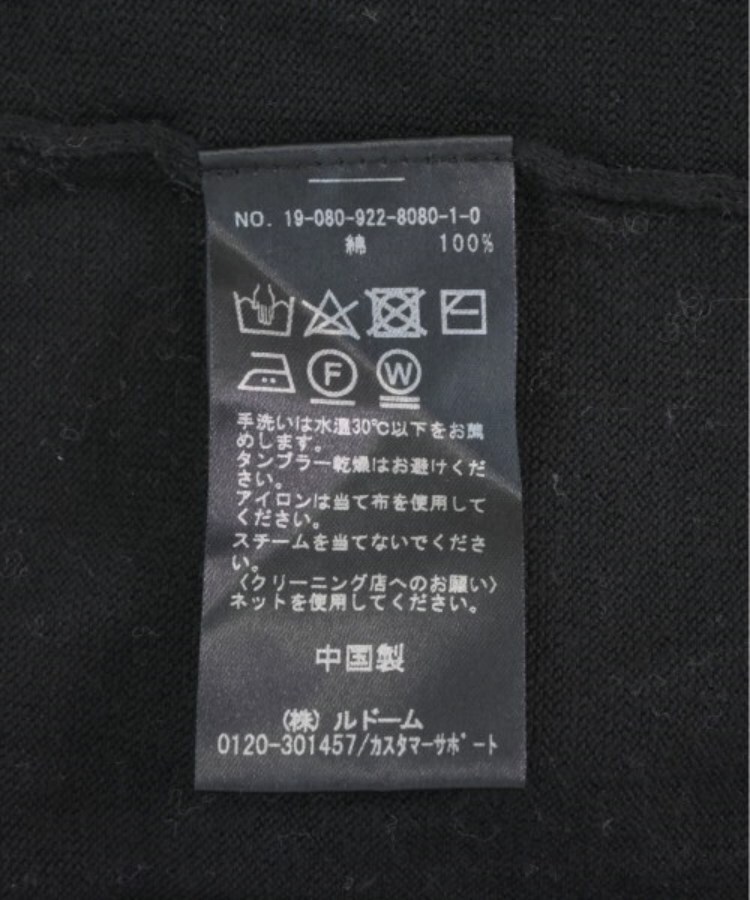 NO. 19-080-922-8080-1-0
綿 100%
F W
手洗いは水温30℃以下をお薦
めします。
タンブラー乾燥はお避けくだ
さい。
アイロンは当て布を使用して
ください。
スチームを当てないでくださ
い。
〈クリーニング店へのお願い〉
ネットを使用してください。
中国製
(株) ルドーム
0120-301457/カスタマーサポート